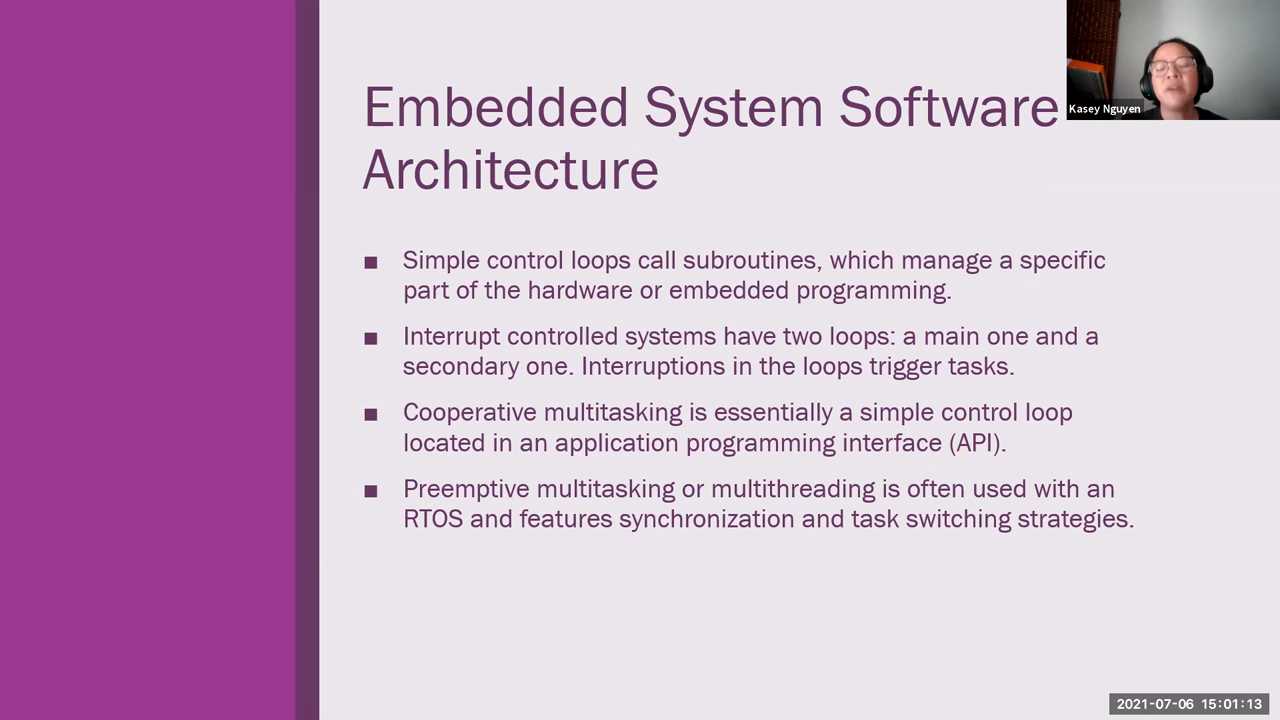 Embedded System Software
Architecture
Kasey Nguyen
■ Simple control loops call subroutines, which manage a specific
part of the hardware or embedded programming.
■ Interrupt controlled systems have two loops: a main one and a
secondary one. Interruptions in the loops trigger tasks.
■ Cooperative multitasking is essentially a simple control loop
located in an application programming interface (API).
■ Preemptive multitasking or multithreading is often used with an
RTOS and features synchronization and task switching strategies.
2021-07-06 15:01:13